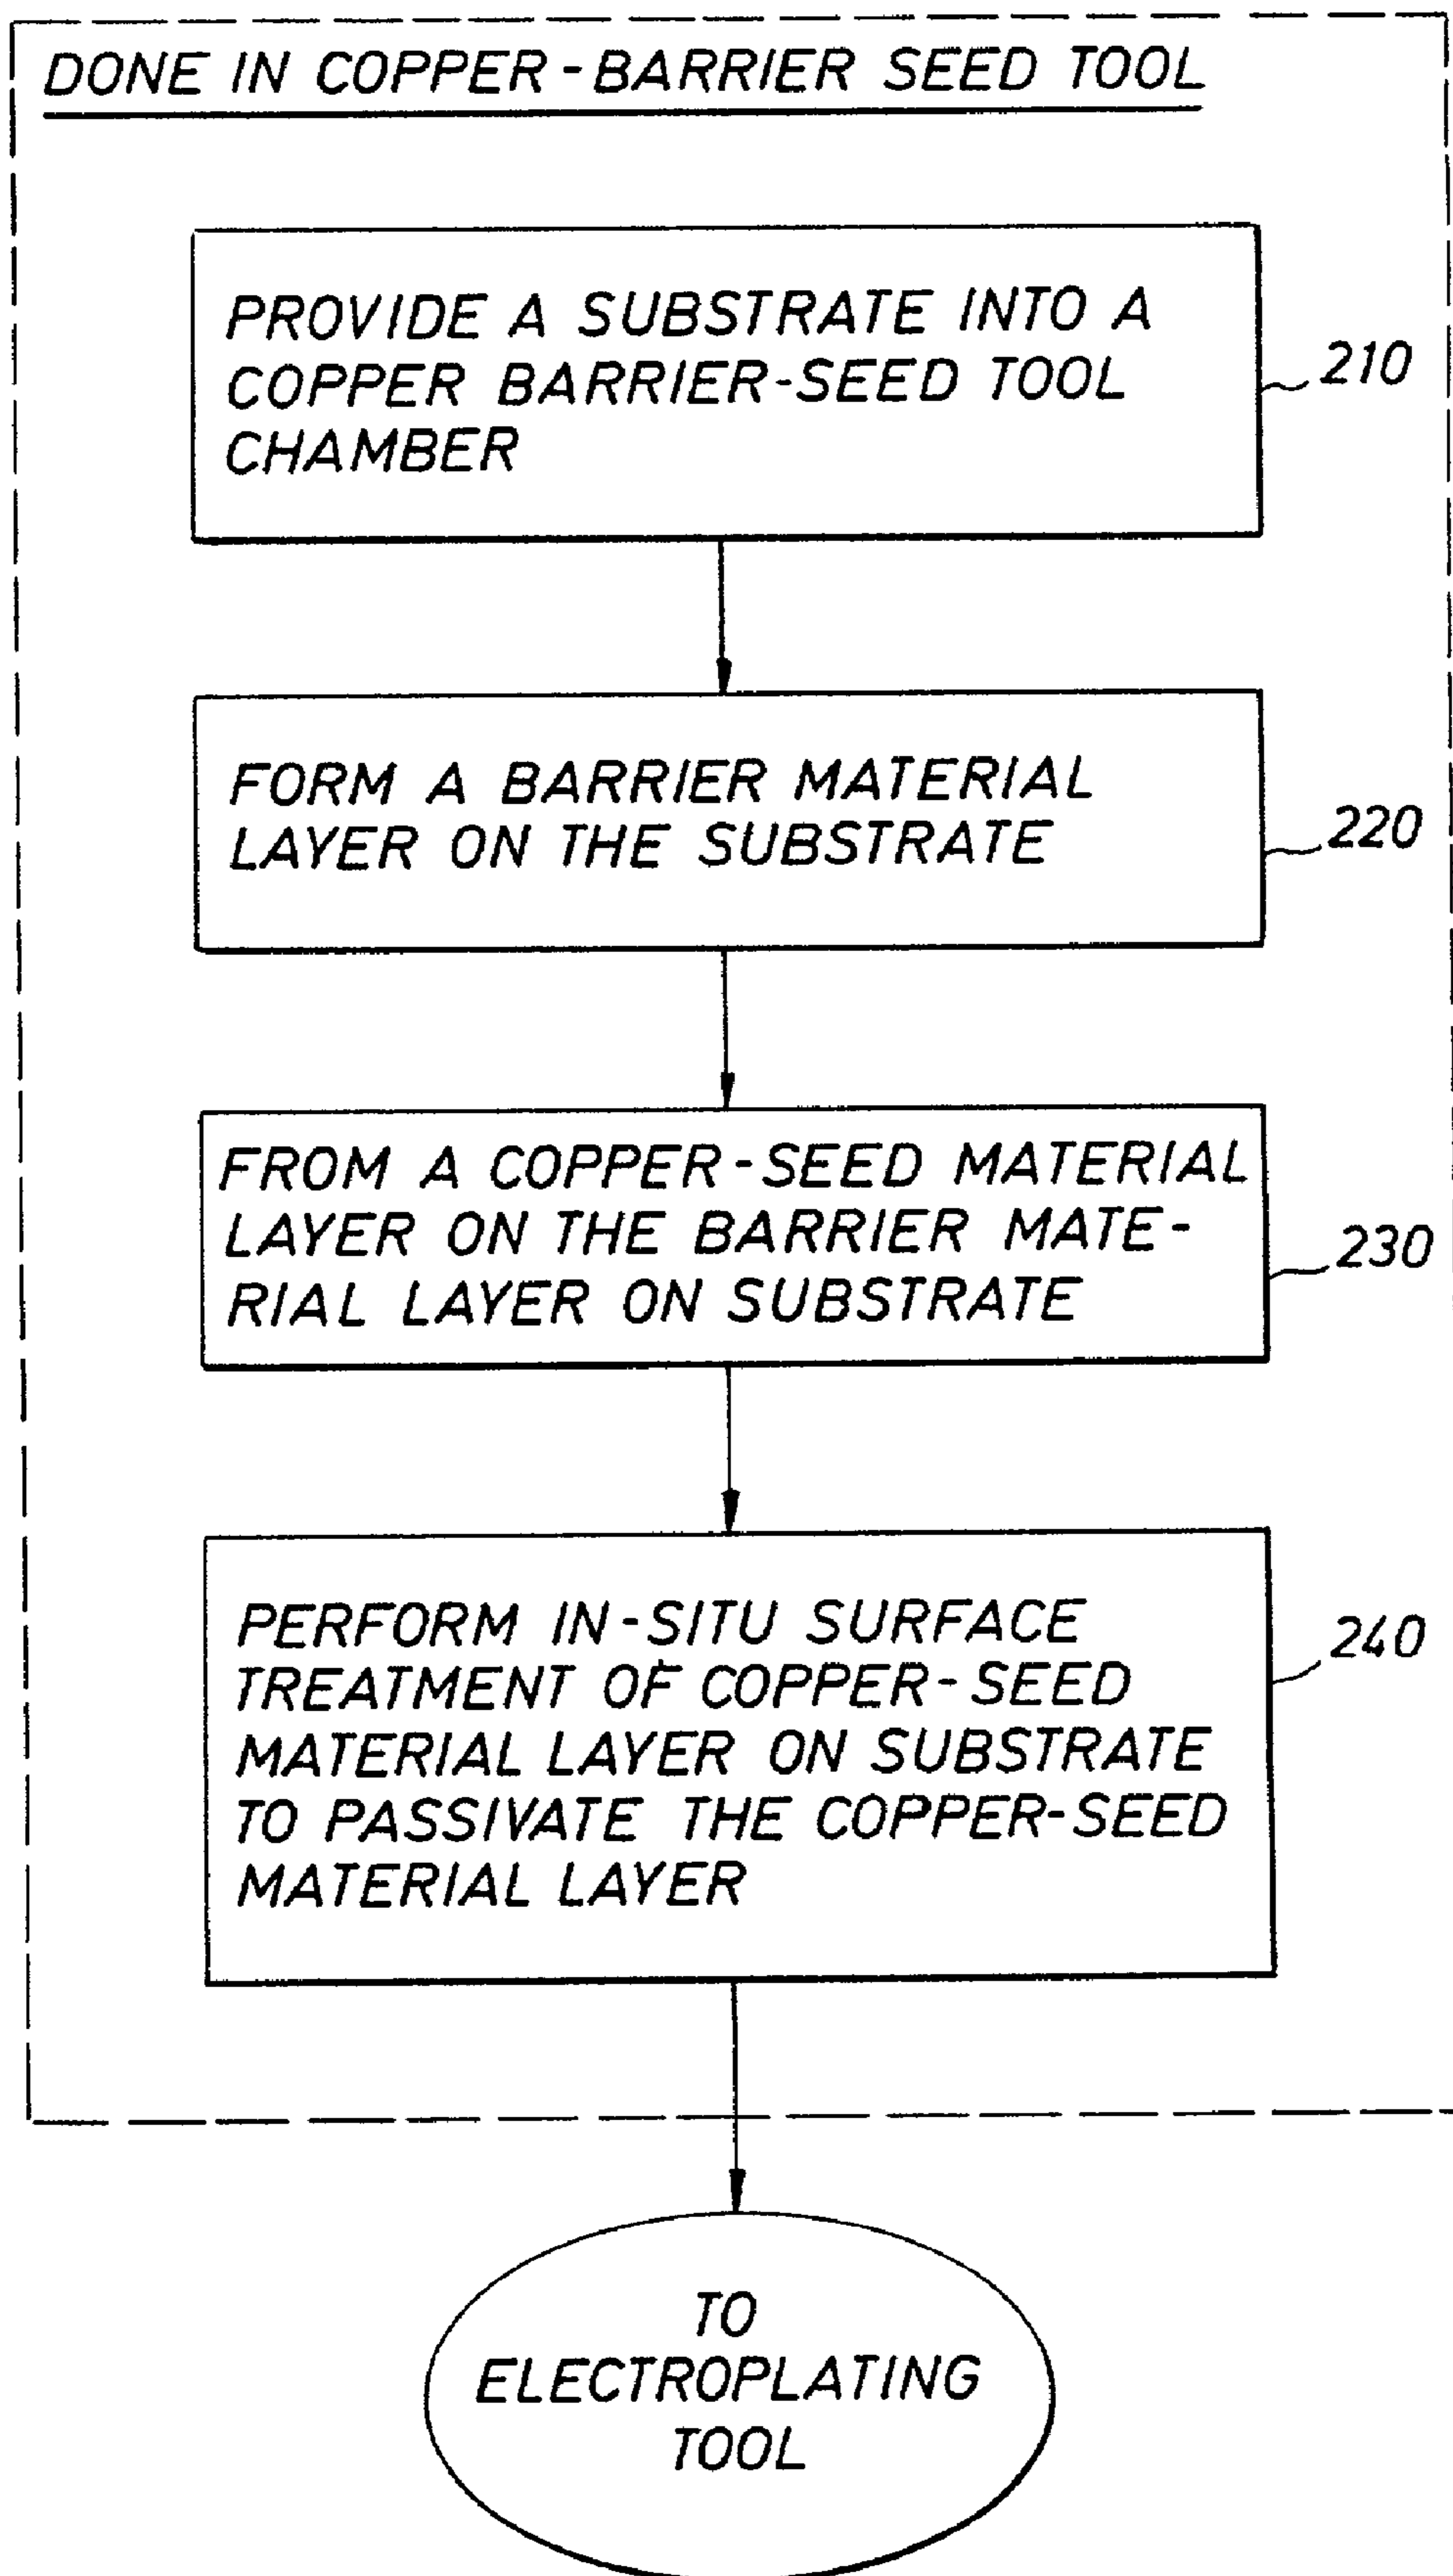 DONE IN COPPER-BARRIER SEED TOOL
PROVIDE A SUBSTRATE INTO A
COPPER BARRIER-SEED TOOL
CHAMBER
210
FORM A BARRIER MATERIAL
LAYER ON THE SUBSTRATE
220
FROM A COPPER-SEED MATERIAL
LAYER ON THE BARRIER MATE-
RIAL LAYER ON SUBSTRATE
230
PERFORM IN-SITU SURFACE
TREATMENT OF COPPER-SEED
MATERIAL LAYER ON SUBSTRATE
TO PASSIVATE THE COPPER-SEED
MATERIAL LAYER
240
TO
ELECTROPLATING
TOOL